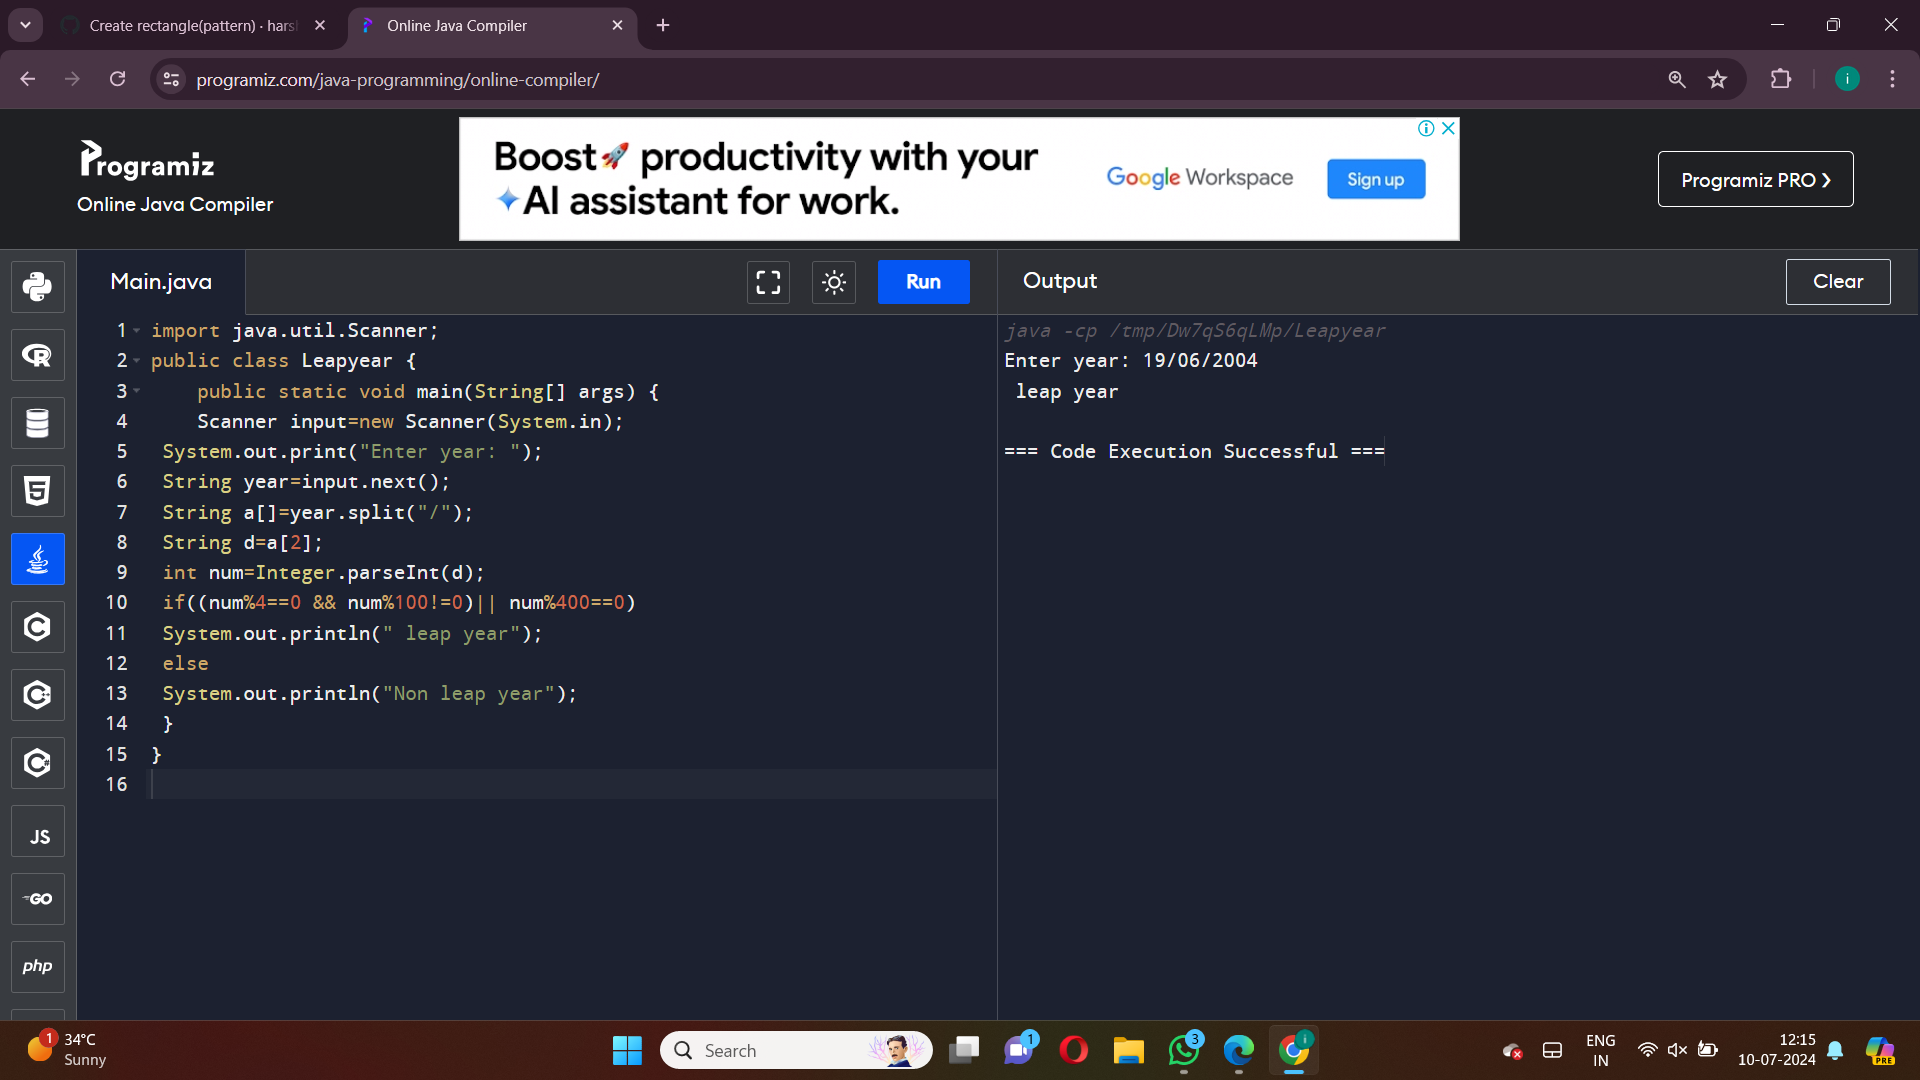 Create rectangle(pattern) · hars
Online Java Compiler
programiz.com/java-programming/online-compiler/
Programiz
Online Java Compiler
Boost🚀 productivity with your
AI assistant for work.
Google Workspace
Sign up
Programiz PRO ❯
Main.java
Run
Output
Clear
1 import java.util.Scanner;
2 public class Leapyear {
3 public static void main(String[] args) {
4 Scanner input=new Scanner(System.in);
5 System.out.print("Enter year: ");
6 String year=input.next();
7 String a[]=year.split("/");
8 String d=a[2];
9 int num=Integer.parseInt(d);
10 if((num%4==0 && num%100!=0)|| num%400==0)
11 System.out.println(" leap year");
12 else
13 System.out.println("Non leap year");
14 }
15 }
16
java -cp /tmp/Dw7qS6qLMp/Leapyear
Enter year: 19/06/2004
leap year
=== Code Execution Successful ===
R
5
C
C++
C#
JS
GO
php
1
34°C
Sunny
Search
1
3
i
ENG
IN
12:15
10-07-2024
PRE